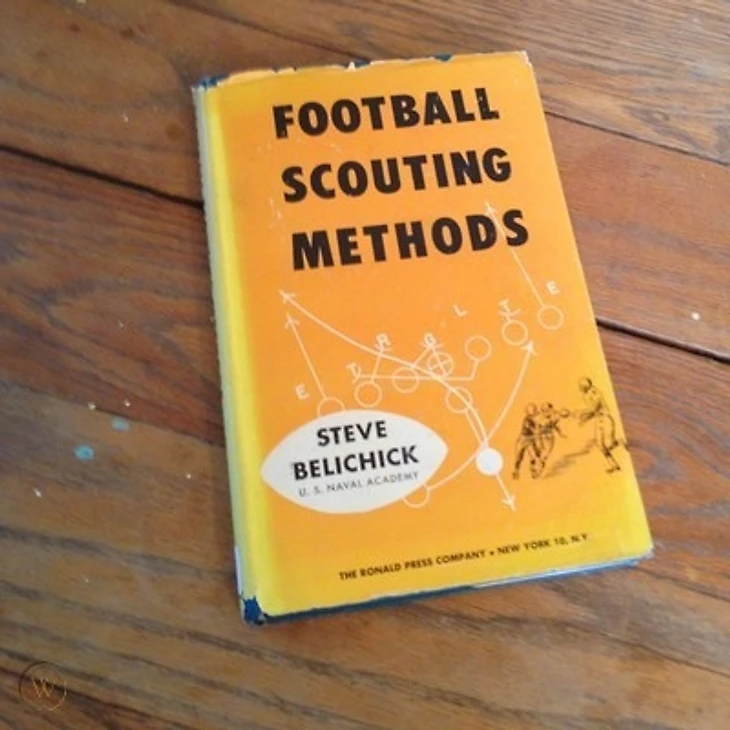 FOOTBALL
SCOUTING
METHODS
E T R G L T E
STEVE
BELICHICK
U. S. NAVAL ACADEMY
THE RONALD PRESS COMPANY • NEW YORK 10, N.Y.
W